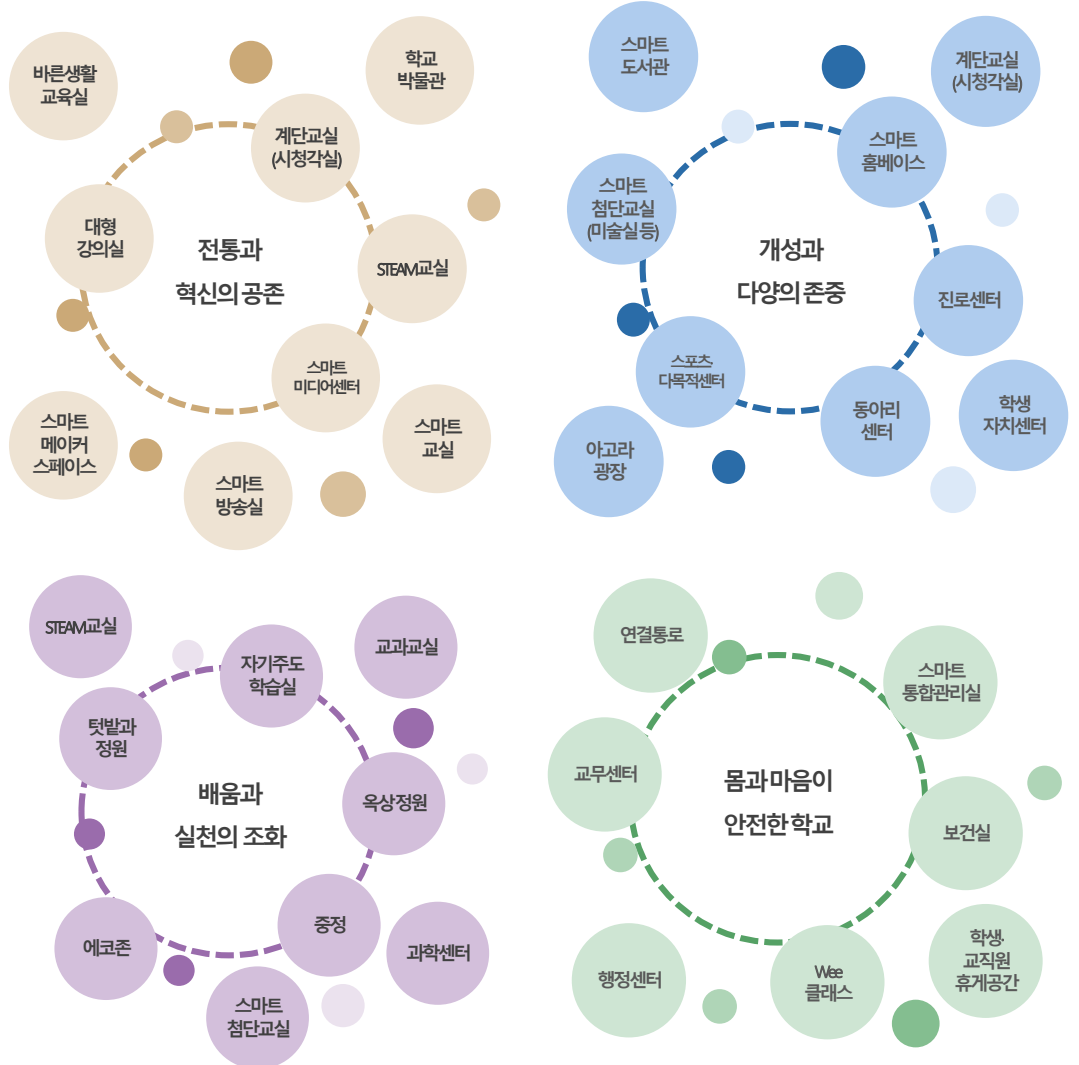 바른생활
교육실
학교
박물관
계단교실
(시청각실)
대형
강의실
STEAM교실
전통과
혁신의 공존
스마트
미디어센터
스마트
메이커
스페이스
스마트
교실
스마트
방송실
스마트
도서관
계단교실
(시청각실)
스마트
홈베이스
스마트
첨단교실
(미술실 등)
개성과
다양의 존중
진로센터
스포츠·
다목적센터
동아리
센터
학생
자치센터
아고라
광장
STEAM교실
교과교실
자기주도
학습실
텃밭과
정원
배움과
실천의 조화
옥상정원
중정
에코존
과학센터
스마트
첨단교실
연결통로
스마트
통합관리실
교무센터
몸과 마음이
안전한 학교
보건실
학생·
교직원
휴게공간
행정센터
Wee
클래스